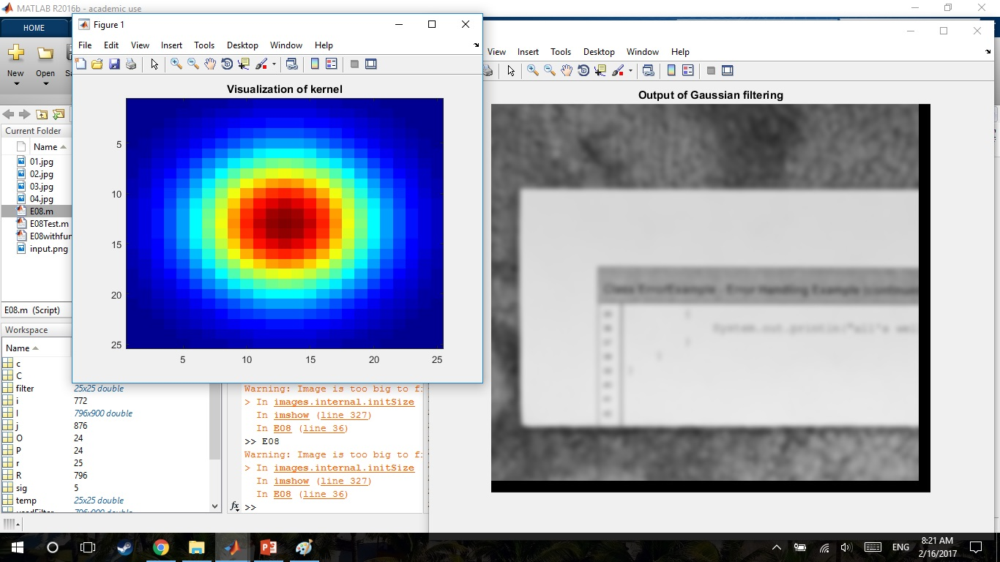 MATLAB R2016b - academic use
HOME
New
Open
Sa
Current Folder
Name
01.jpg
02.jpg
03.jpg
04.jpg
E08.m
E08Test.m
E08withfun
input.png
E08.m (Script)
Workspace
Name
c
C
filter 25x25 double
i 772
I 796x900 double
j 876
O 24
P 24
r 25
R 796
sig 5
temp 25x25 double
Figure 1
File Edit View Insert Tools Desktop Window Help
Visualization of kernel
5
10
15
20
25
5 10 15 20 25
Warning: Image is too big to fi
> In images.internal.initSize
In imshow (line 327)
In E08 (line 36)
>> E08
Warning: Image is too big to fi
> In images.internal.initSize
In imshow (line 327)
In E08 (line 36)
fx >>
View Insert Tools Desktop Window Help
Output of Gaussian filtering
Class ErrorExample - Error Handling Example (continued
System.out.println("all's well
ENG
8:21 AM
2/16/2017